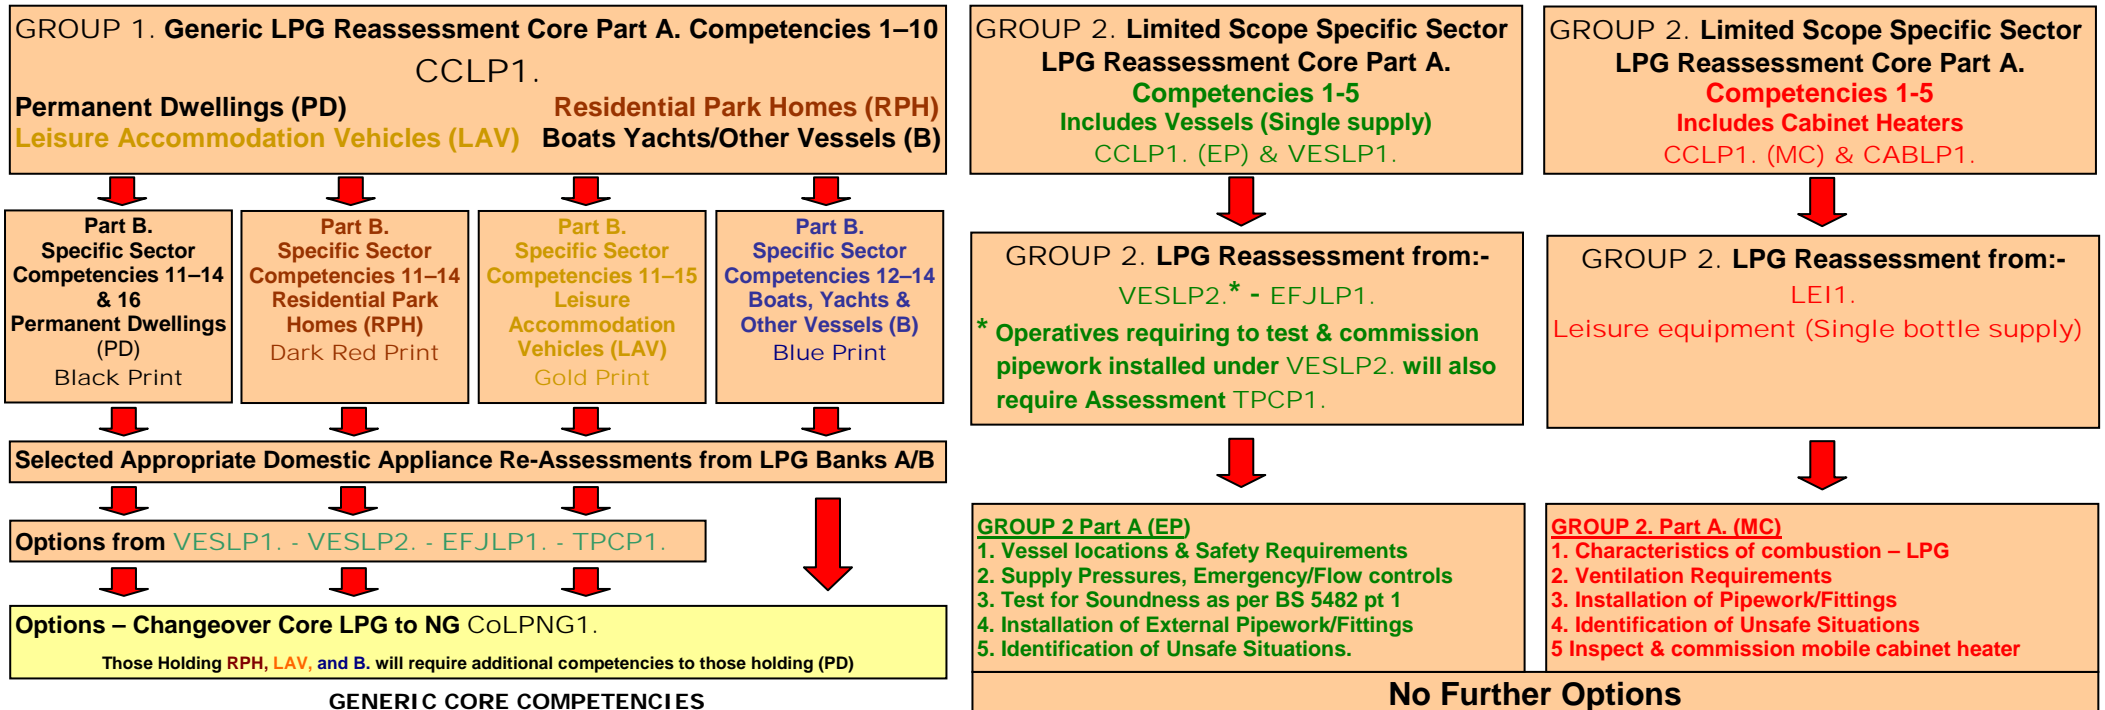 GROUP 1. Generic LPG Reassessment Core Part A. Competencies 1–10
CCLP1.
Permanent Dwellings (PD) Residential Park Homes (RPH)
Leisure Accommodation Vehicles (LAV) Boats Yachts/Other Vessels (B)
Part B.
Specific Sector
Competencies 11–14
& 16
Permanent Dwellings
(PD)
Black Print
Part B.
Specific Sector
Competencies 11–14
Residential Park
Homes (RPH)
Dark Red Print
Part B.
Specific Sector
Competencies 11–15
Leisure
Accommodation
Vehicles (LAV)
Gold Print
Part B.
Specific Sector
Competencies 12–14
Boats, Yachts &
Other Vessels (B)
Blue Print
Selected Appropriate Domestic Appliance Re-Assessments from LPG Banks A/B
Options from VESLP1. - VESLP2. - EFJLP1. - TPCP1.
Options – Changeover Core LPG to NG CoLPNG1.
Those Holding RPH, LAV, and B. will require additional competencies to those holding (PD)
GENERIC CORE COMPETENCIES
GROUP 2. Limited Scope Specific Sector
LPG Reassessment Core Part A.
Competencies 1-5
Includes Vessels (Single supply)
CCLP1. (EP) & VESLP1.
GROUP 2. LPG Reassessment from:-
VESLP2.* - EFJLP1.
* Operatives requiring to test & commission
pipework installed under VESLP2. will also
require Assessment TPCP1.
GROUP 2 Part A (EP)
1. Vessel locations & Safety Requirements
2. Supply Pressures, Emergency/Flow controls
3. Test for Soundness as per BS 5482 pt 1
4. Installation of External Pipework/Fittings
5. Identification of Unsafe Situations.
GROUP 2. Limited Scope Specific Sector
LPG Reassessment Core Part A.
Competencies 1-5
Includes Cabinet Heaters
CCLP1. (MC) & CABLP1.
GROUP 2. LPG Reassessment from:-
LEI1.
Leisure equipment (Single bottle supply)
GROUP 2. Part A. (MC)
1. Characteristics of combustion – LPG
2. Ventilation Requirements
3. Installation of Pipework/Fittings
4. Identification of Unsafe Situations
5 Inspect & commission mobile cabinet heater
No Further Options